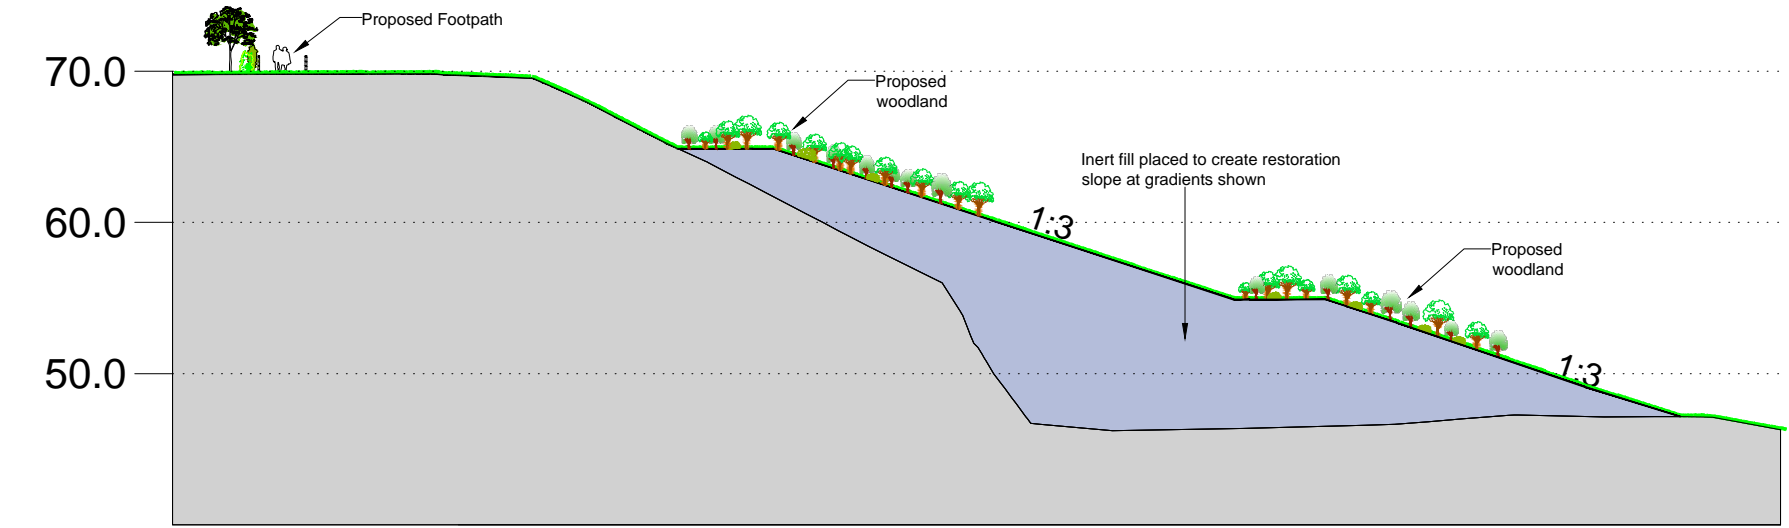 Proposed Footpath
70.0
Proposed
woodland
Inert fill placed to create restoration
slope at gradients shown
60.0
1:3
Proposed
woodland
50.0
1:3